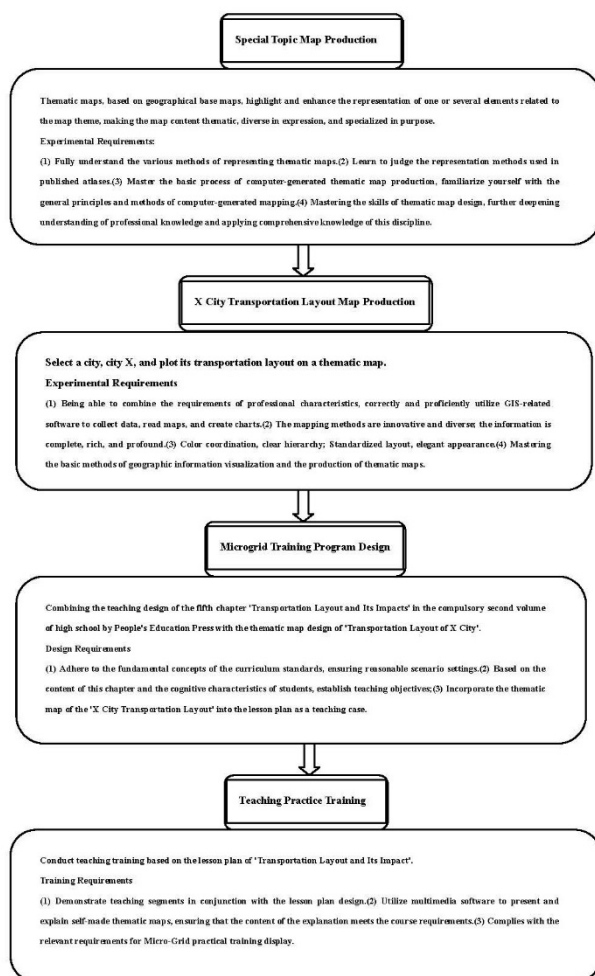 Special Topic Map Production
Thematic maps, based on geographical base maps, highlight and enhance the representation of one or several elements related to
the map theme, making the map content thematic, diverse in expression, and specialized in purpose.
Experimental Requirements:
(1) Fully understand the various methods of representing thematic maps.(2) Learn to judge the representation methods used in
published atlases.(3) Master the basic process of computer-generated thematic map production, familiarize yourself with the
general principles and methods of computer-generated mapping.(4) Mastering the skills of thematic map design, further deepening
understanding of professional knowledge and applying comprehensive knowledge of this discipline.
X City Transportation Layout Map Production
Select a city, city X, and plot its transportation layout on a thematic map.
Experimental Requirements
(1) Being able to combine the requirements of professional characteristics, correctly and proficiently utilize GIS-related
software to collect data, read maps, and create charts.(2) The mapping methods are innovative and diverse; the information is
complete, rich, and profound.(3) Color coordination, clear hierarchy; Standardized layout, elegant appearance.(4) Mastering
the basic methods of geographic information visualization and the production of thematic maps.
Microgrid Training Program Design
Combining the teaching design of the fifth chapter 'Transportation Layout and Its Impacts' in the compulsory second volume
of high school by People's Education Press with the thematic map design of 'Transportation Layout of X City'.
Design Requirements
(1) Adhere to the fundamental concepts of the curriculum standards, ensuring reasonable scenario settings.(2) Based on the
content of this chapter and the cognitive characteristics of students, establish teaching objectives;(3) Incorporate the thematic
map of the 'X City Transportation Layout' into the lesson plan as a teaching case.
Teaching Practice Training
Conduct teaching training based on the lesson plan of 'Transportation Layout and Its Impact'.
Training Requirements
(1) Demonstrate teaching segments in conjunction with the lesson plan design.(2) Utilize multimedia software to present and
explain self-made thematic maps, ensuring that the content of the explanation meets the course requirements.(3) Complies with the
relevant requirements for Micro-Grid practical training display.